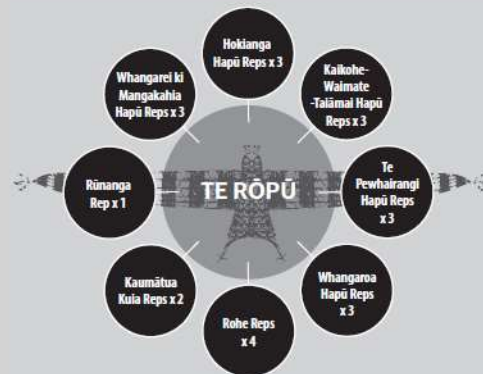 Hokianga
Hapū Reps x 3
Kaikohe-
Waimate
-Taiāmai Hapū
Reps x 3
Te
Pewhairangi
Hapū Reps
x 3
Whangaroa
Hapū Reps
x 3
Rohe Reps
x 4
Kaumātua
Kuia Reps x 2
Rūnanga
Rep x 1
Whangarei ki
Mangakahia
Hapū Reps x 3
TE RŌPŪ